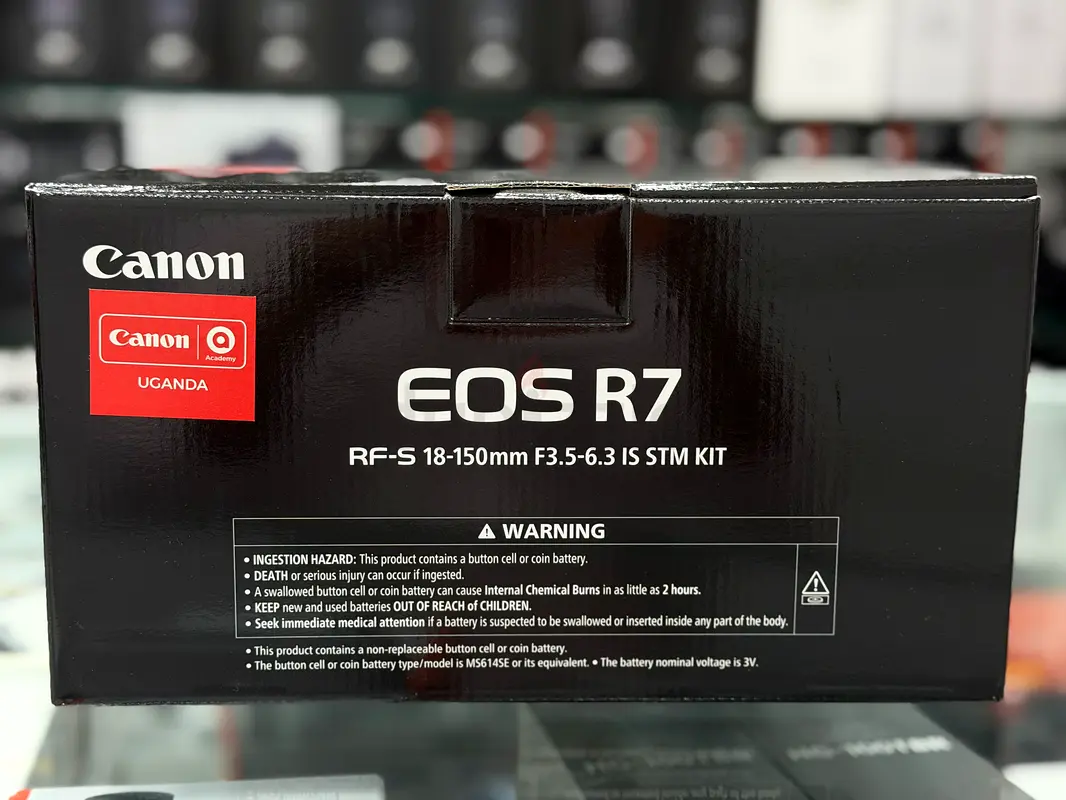 Canon
Canon
Academy
UGANDA
EOS R7
RF-S 18-150mm F3.5-6.3 IS STM KIT
⚠ WARNING
• INGESTION HAZARD: This product contains a button cell or coin battery.
• DEATH or serious injury can occur if ingested.
• A swallowed button cell or coin battery can cause Internal Chemical Burns in as little as 2 hours.
• KEEP new and used batteries OUT OF REACH of CHILDREN.
• Seek immediate medical attention if a battery is suspected to be swallowed or inserted inside any part of the body.
• This product contains a non-replaceable button cell or coin battery.
• The button cell or coin battery type/model is MS614SE or its equivalent. • The battery nominal voltage is 3V.